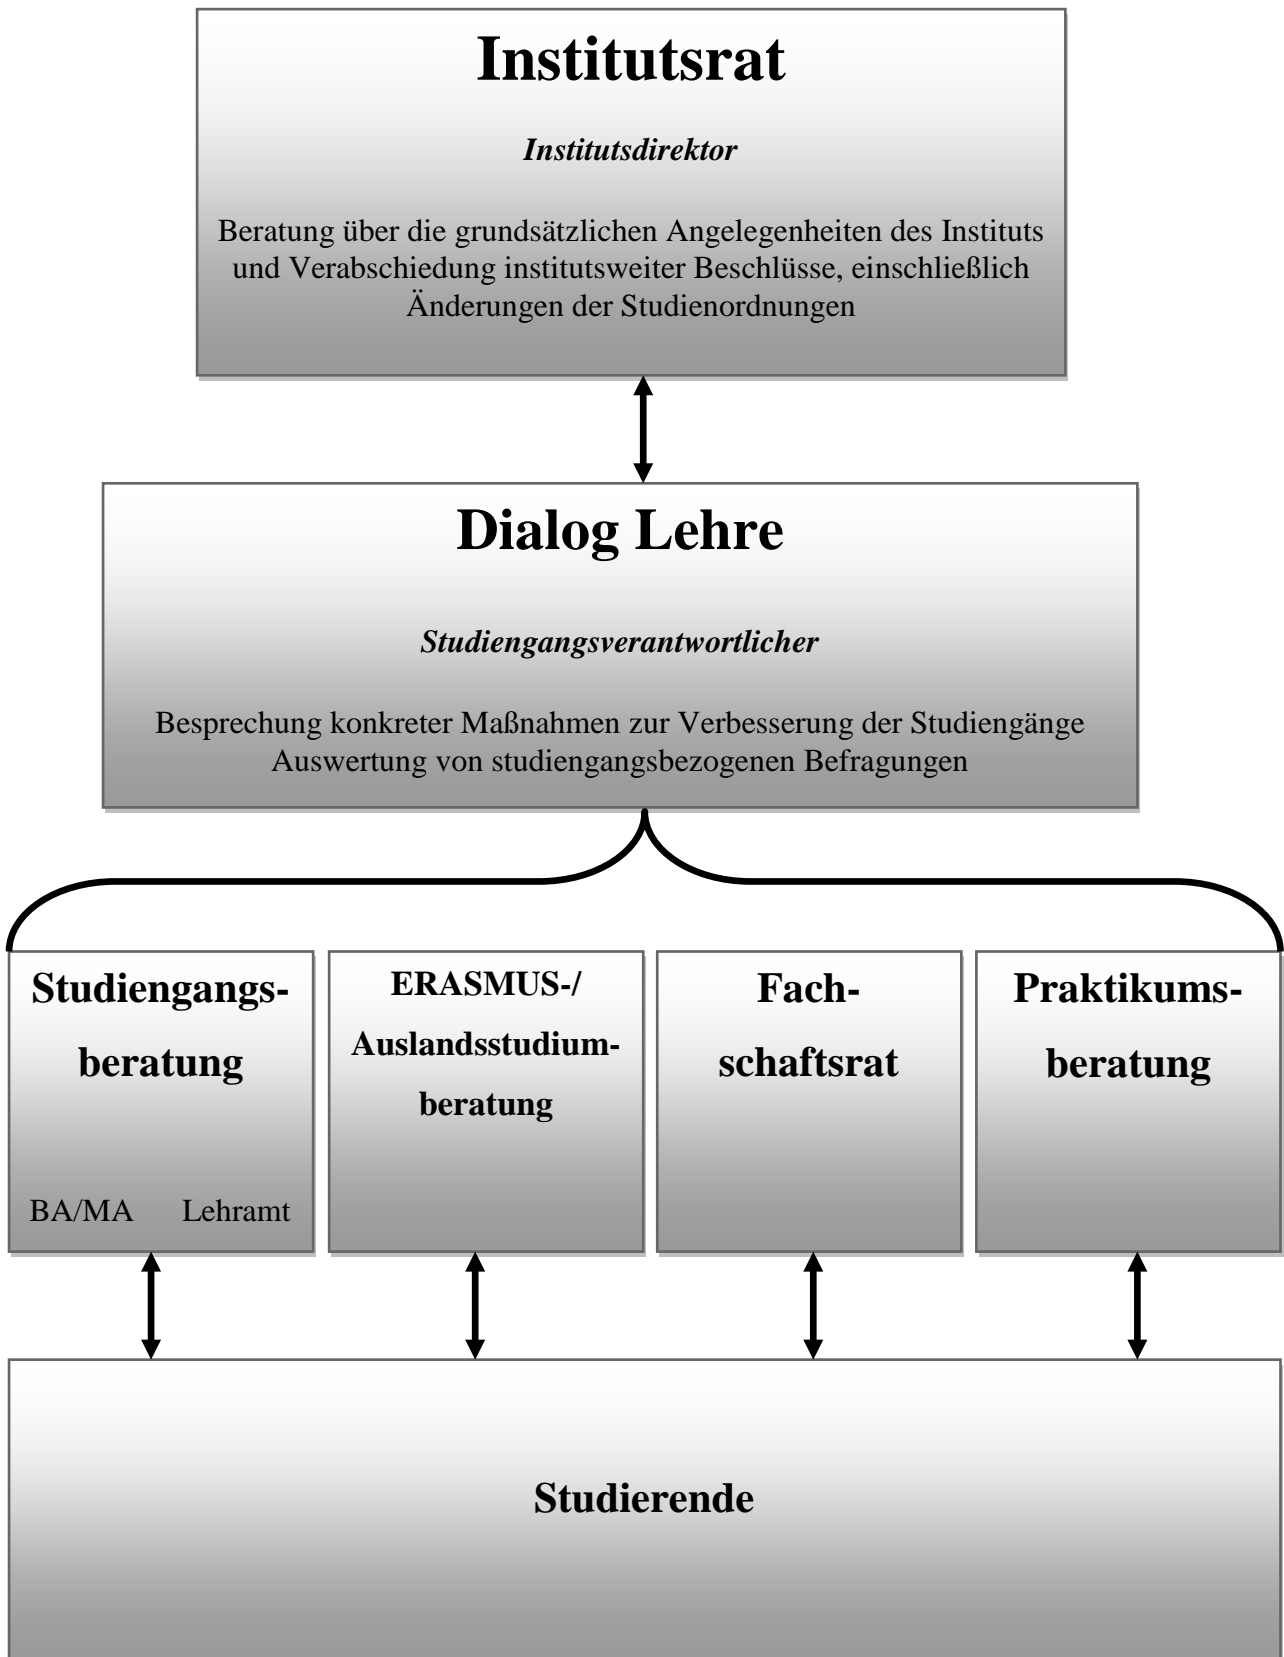 Institutsrat
Institutsdirektor
Beratung über die grundsätzlichen Angelegenheiten des Instituts
und Verabschiedung institutsweiter Beschlüsse, einschließlich
Änderungen der Studienordnungen
Dialog Lehre
Studiengangsverantwortlicher
Besprechung konkreter Maßnahmen zur Verbesserung der Studiengänge
Auswertung von studiengangsbezogenen Befragungen
Studiengangs-
beratung
BA/MA Lehramt
ERASMUS-/
Auslandsstudium-
beratung
Fach-
schaftsrat
Praktikums-
beratung
Studierende